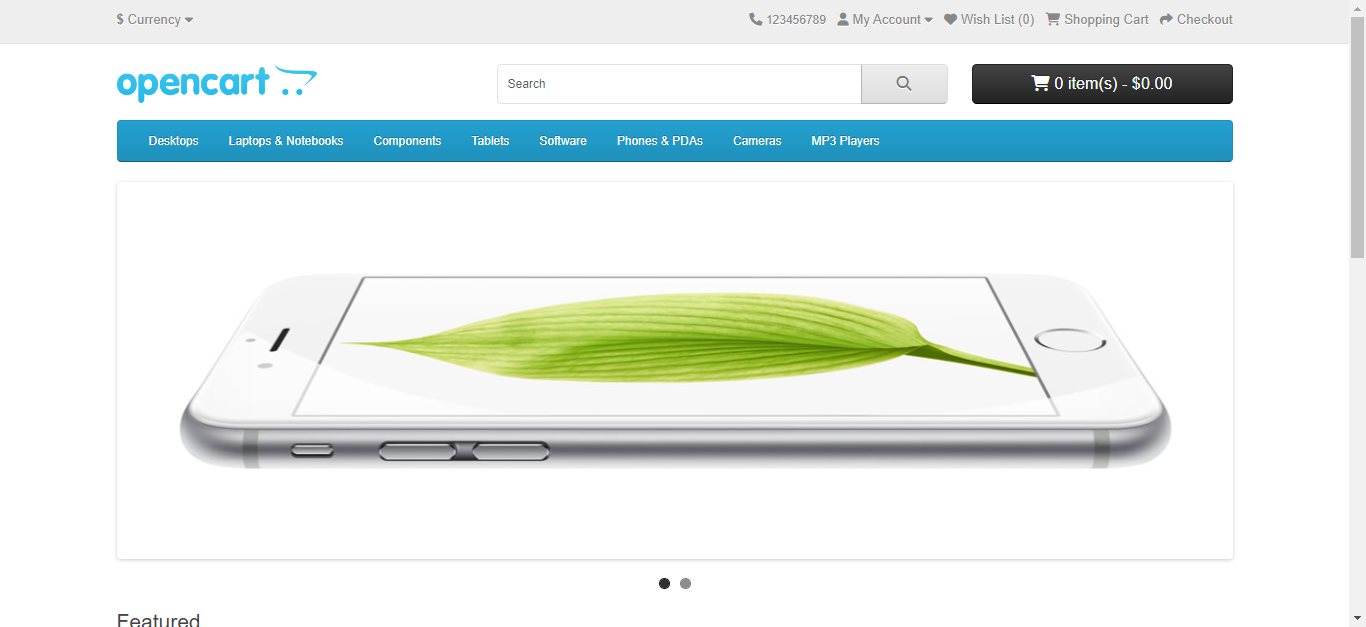 $ Currency
123456789 My Account Wish List (0) Shopping Cart Checkout
opencart
Search
0 item(s) - $0.00
Desktops Laptops & Notebooks Components Tablets Software Phones & PDAs Cameras MP3 Players
Featured